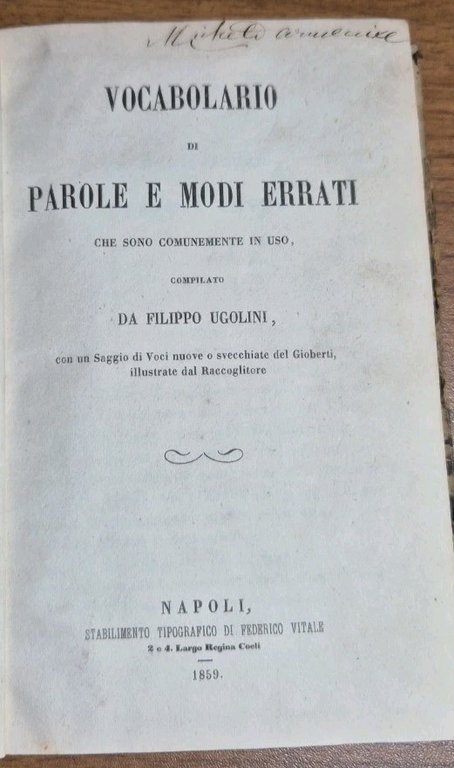 VOCABOLARIO
DI
PAROLE E MODI ERRATI
CHE SONO COMUNEMENTE IN USO,
COMPILATO
DA FILIPPO UGOLINI,
con un Saggio di Voci nuove o svecchiate del Gioberti,
illustrate dal Raccoglitore
NAPOLI,
STABILIMENTO TIPOGRAFICO DI FEDERICO VITALE
2 e 4. Largo Regina Coeli
1859.